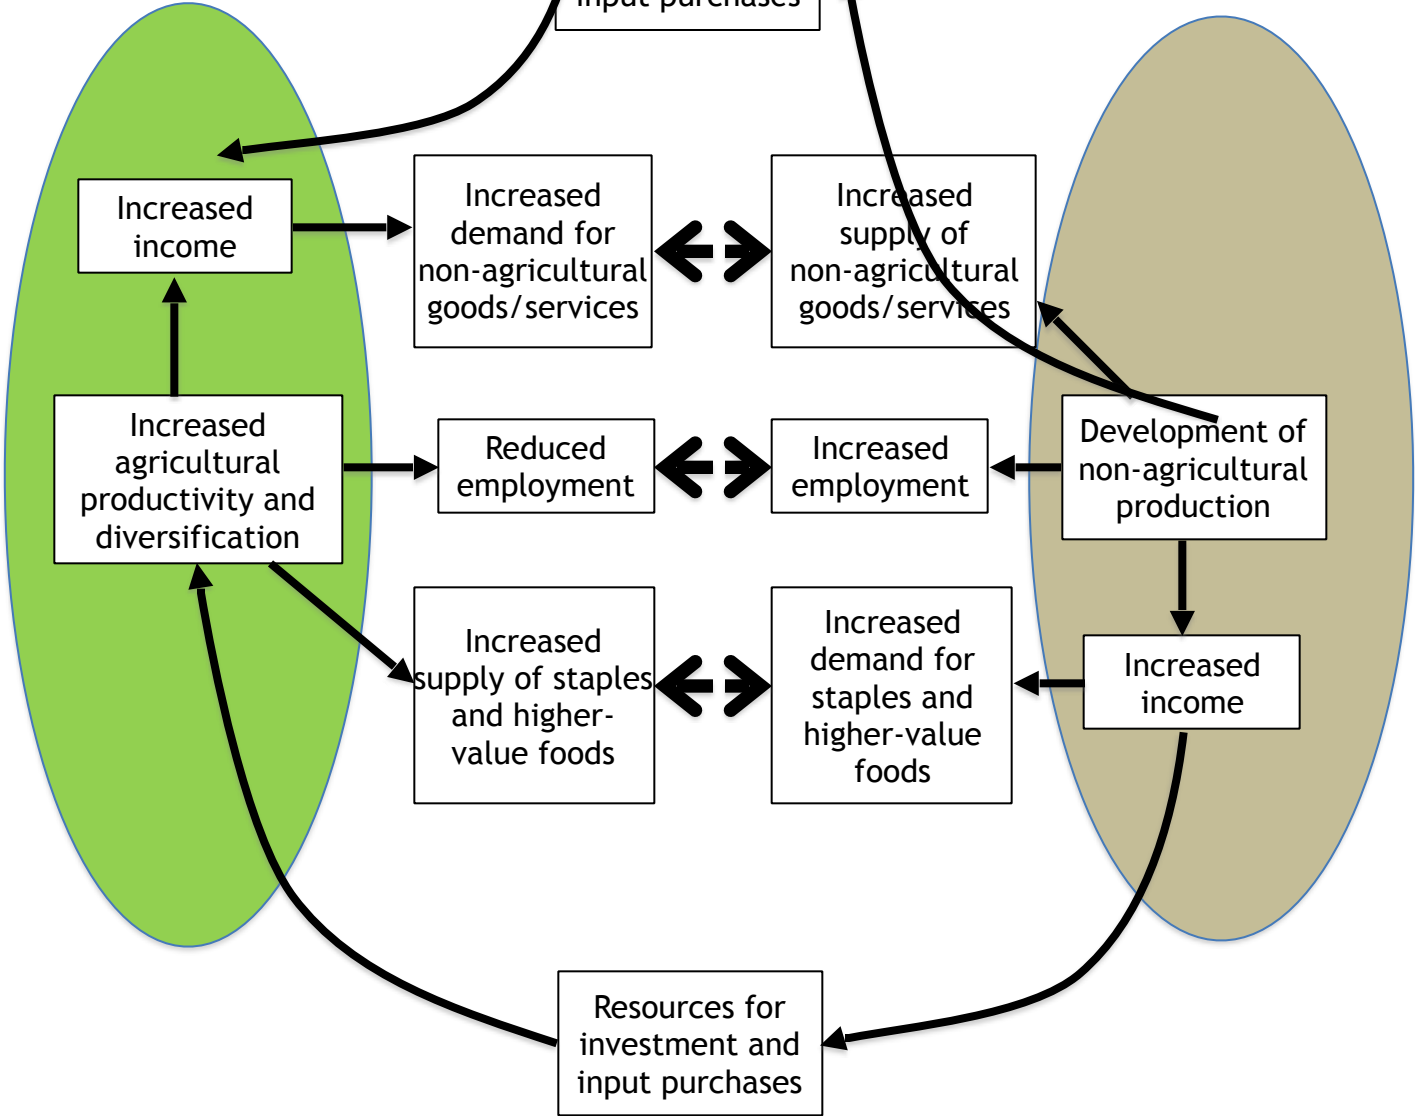 input purchases
Increased
income
Increased
demand for
non-agricultural
goods/services
Increased
supply of
non-agricultural
goods/services
Increased
agricultural
productivity and
diversification
Reduced
employment
Increased
employment
Development of
non-agricultural
production
Increased
supply of staples
and higher-
value foods
Increased
demand for
staples and
higher-value
foods
Increased
income
Resources for
investment and
input purchases